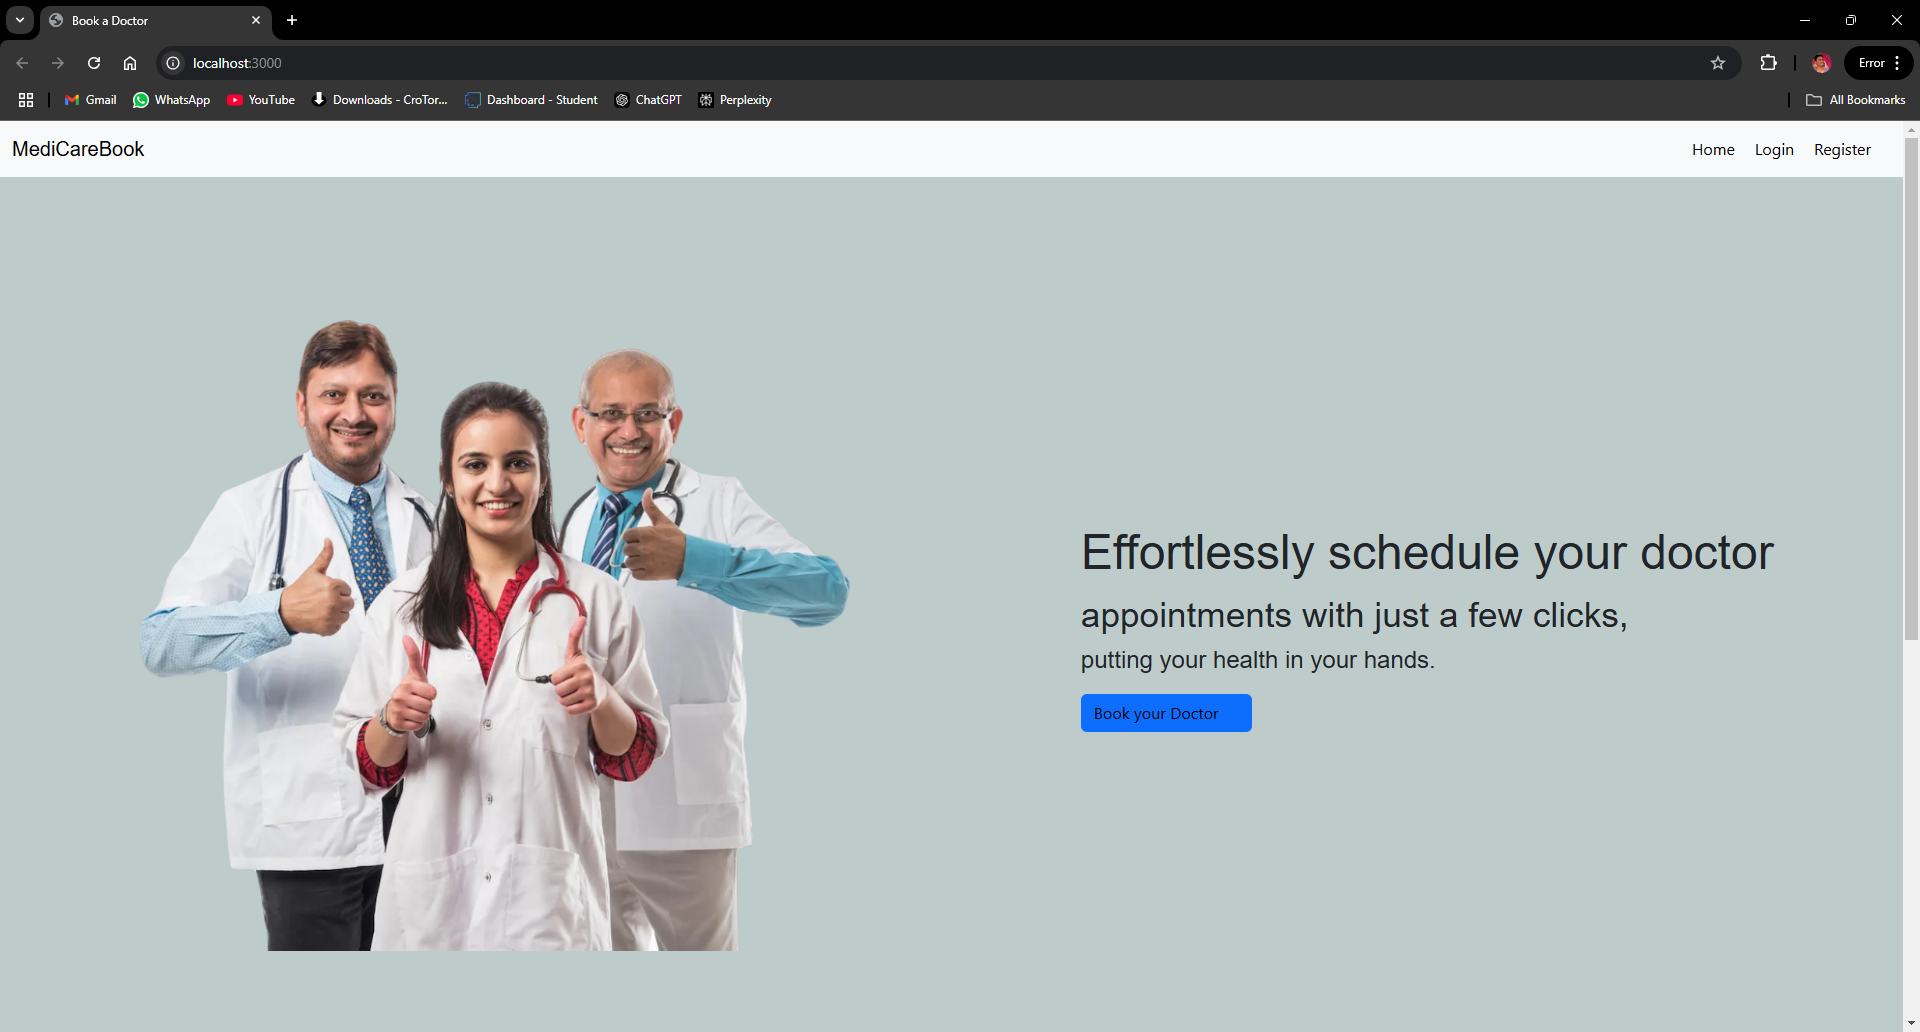 Book a Doctor
localhost:3000
Error
Gmail
WhatsApp
YouTube
Downloads - CroTor...
Dashboard - Student
ChatGPT
Perplexity
All Bookmarks
MediCareBook
Home
Login
Register
Effortlessly schedule your doctor
appointments with just a few clicks,
putting your health in your hands.
Book your Doctor